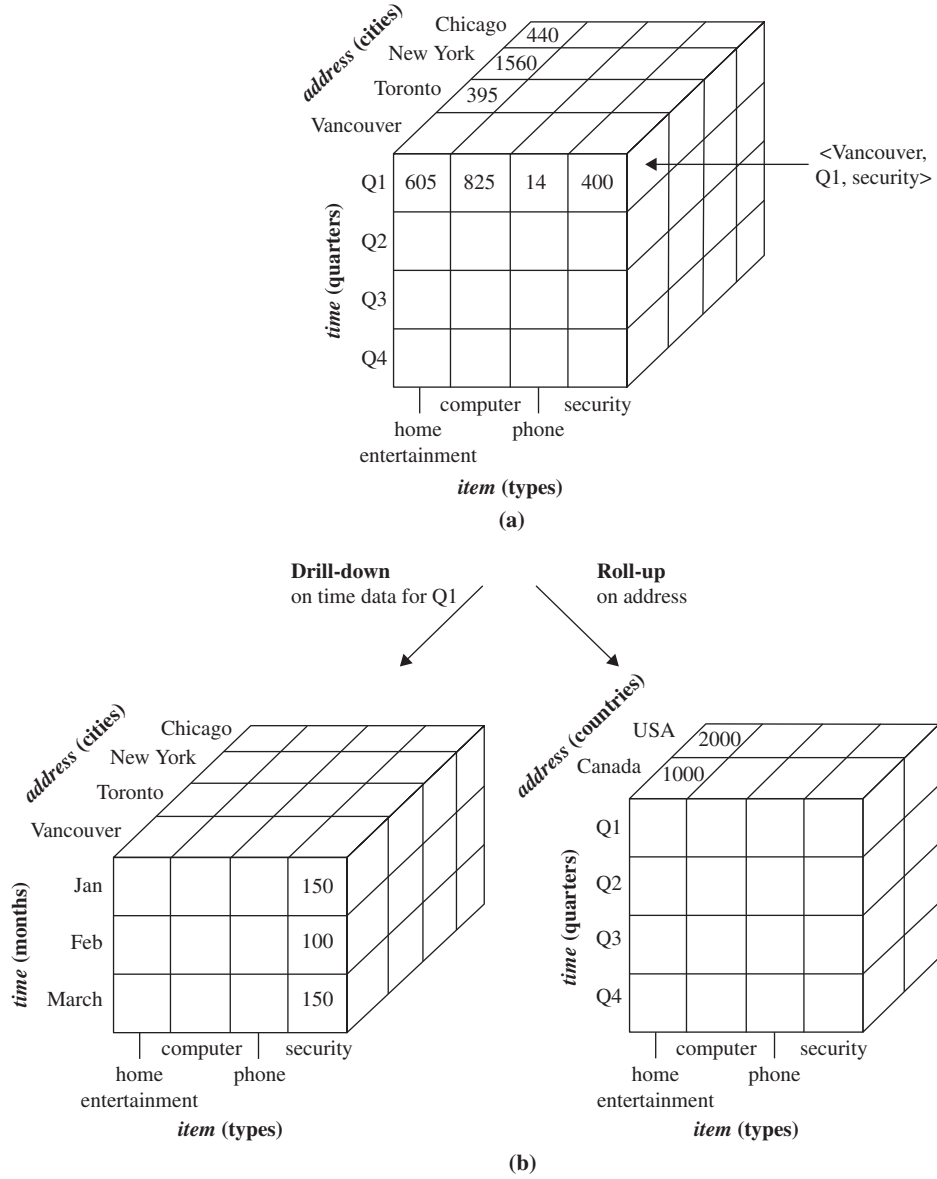 address (cities)
Chicago
New York
Toronto
Vancouver
440
1560
395
<Vancouver,
Q1, security>
time (quarters)
Q1 605 825 14 400
Q2
Q3
Q4
computer security
home phone
entertainment
item (types)
(a)
Drill-down
on time data for Q1
Roll-up
on address
address (cities)
Chicago
New York
Toronto
Vancouver
time (months)
Jan 150
Feb 100
March 150
computer security
home phone
entertainment
item (types)
address (countries)
USA 2000
Canada 1000
time (quarters)
Q1
Q2
Q3
Q4
computer security
home phone
entertainment
item (types)
(b)